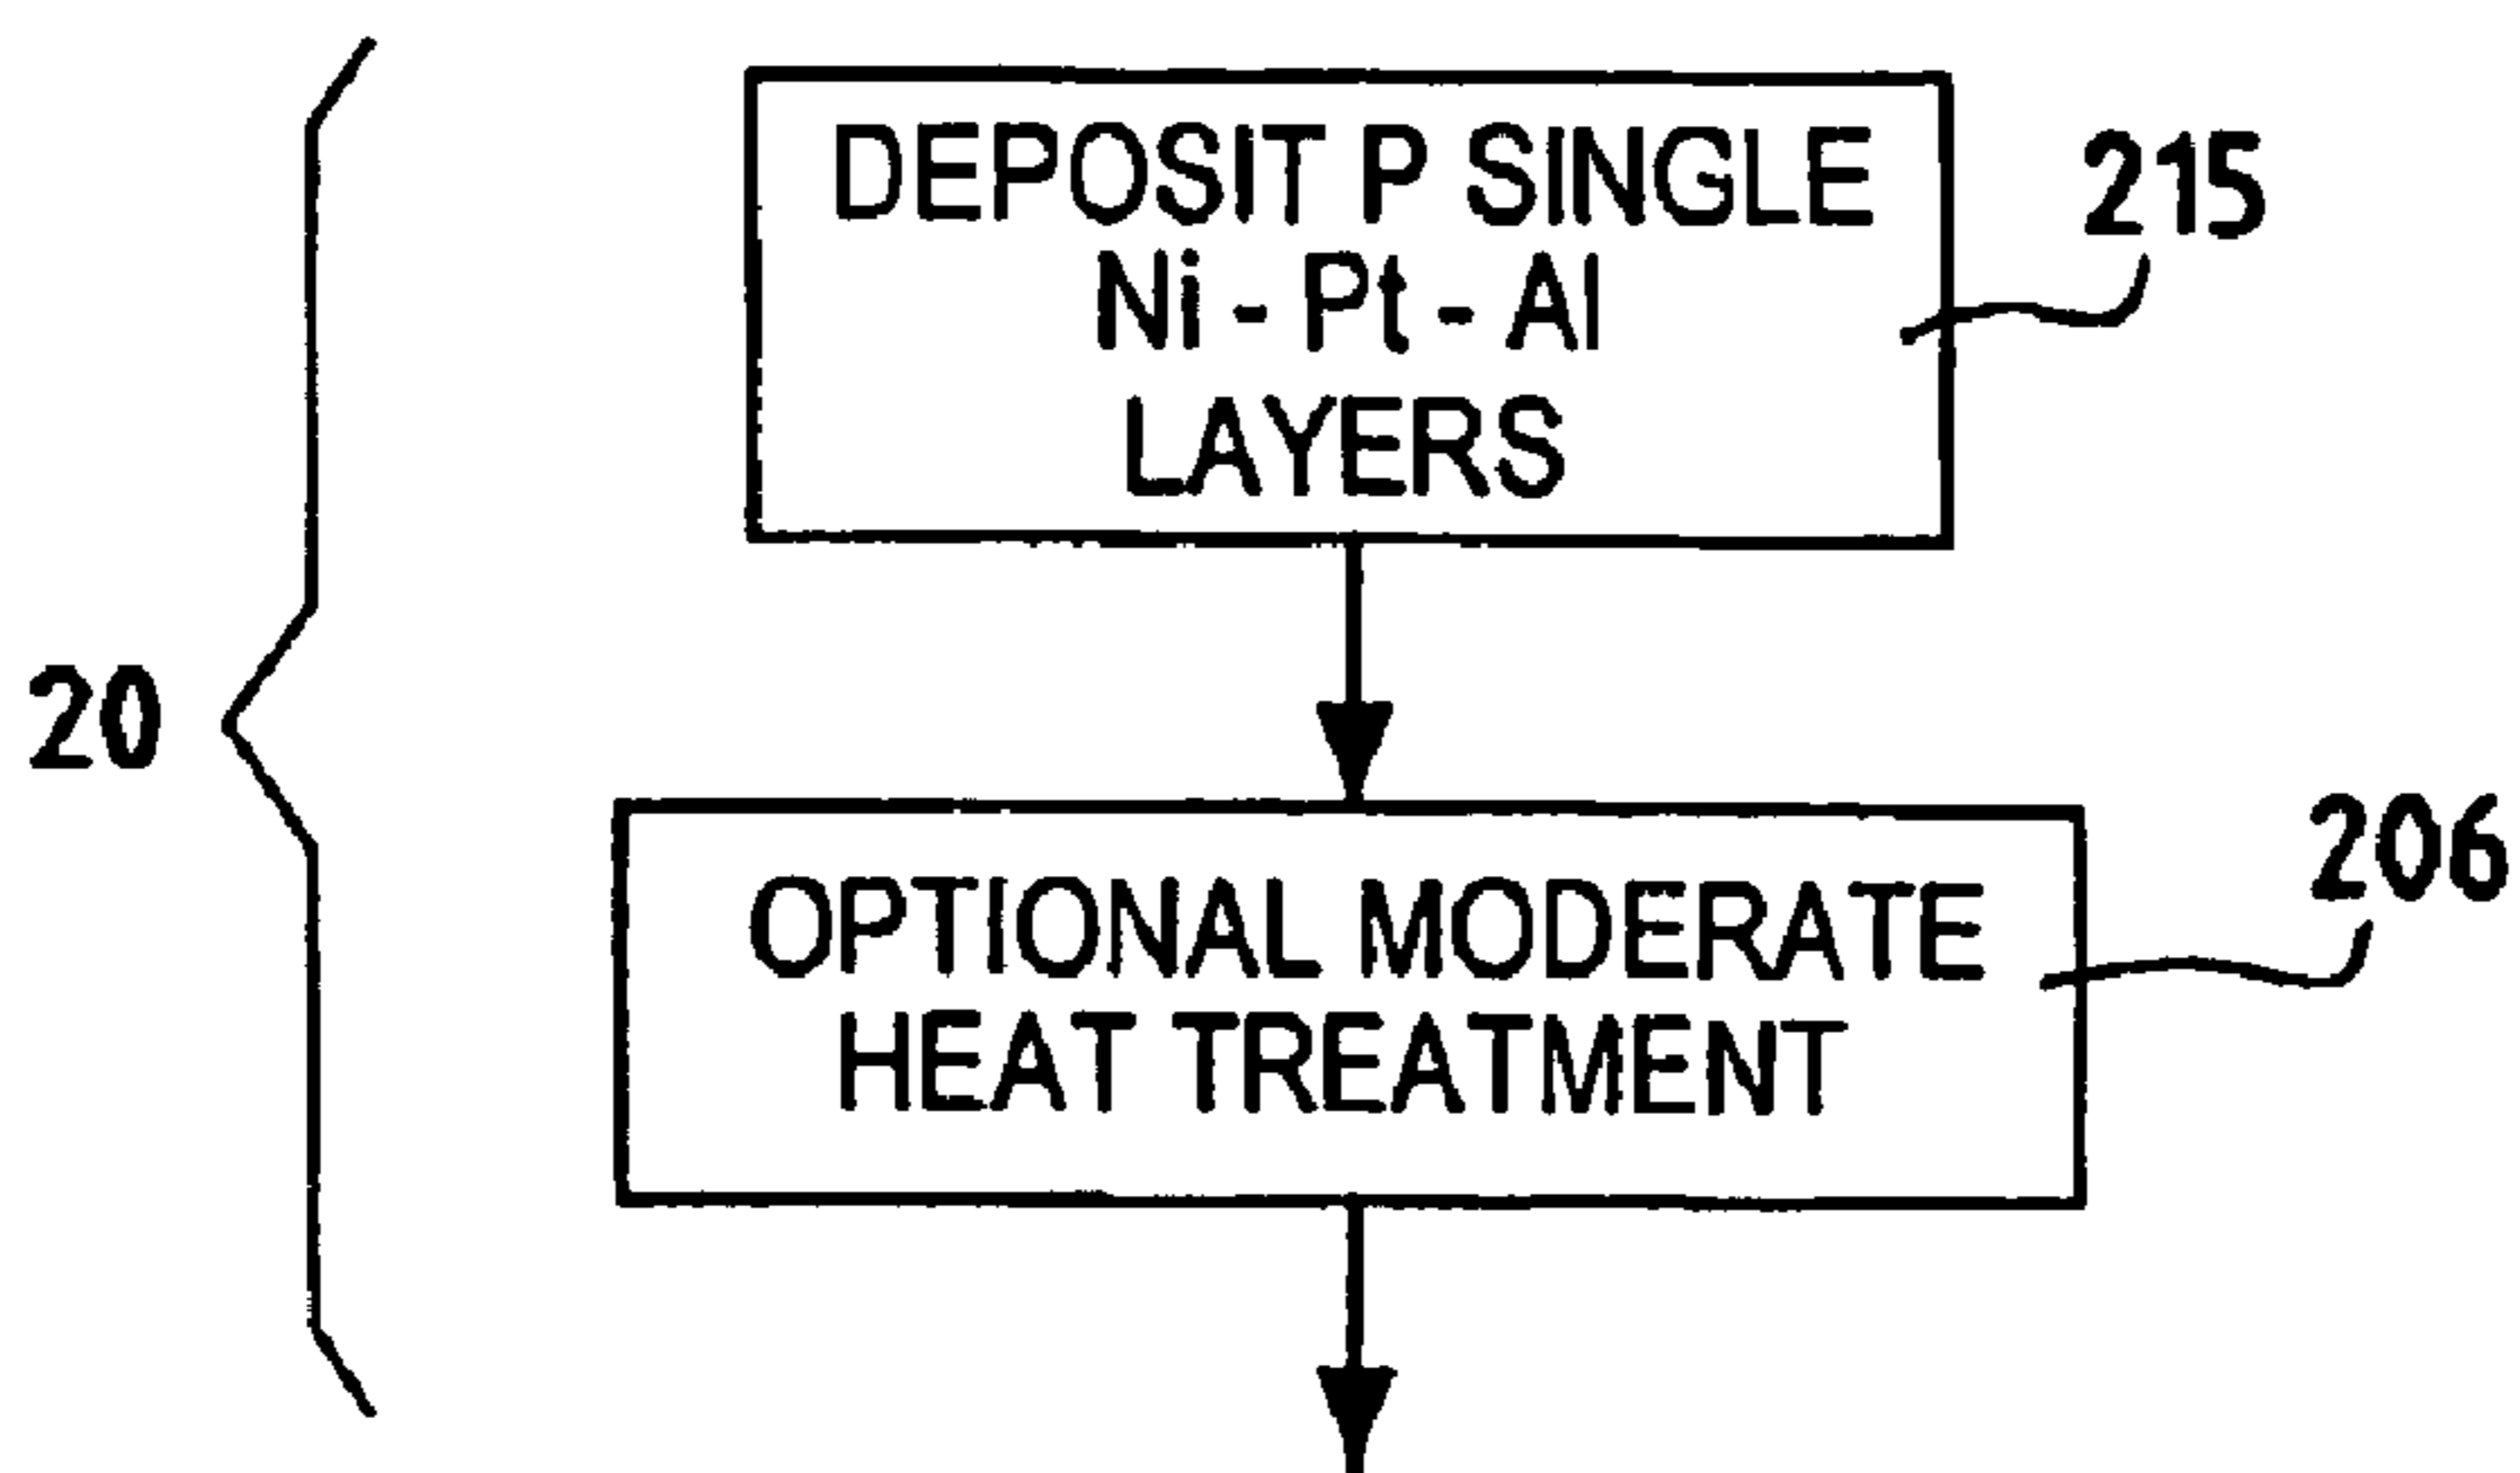 DEPOSIT P SINGLE
Ni - Pt - Al
LAYERS
215
20
206
OPTIONAL MODERATE
HEAT TREATMENT